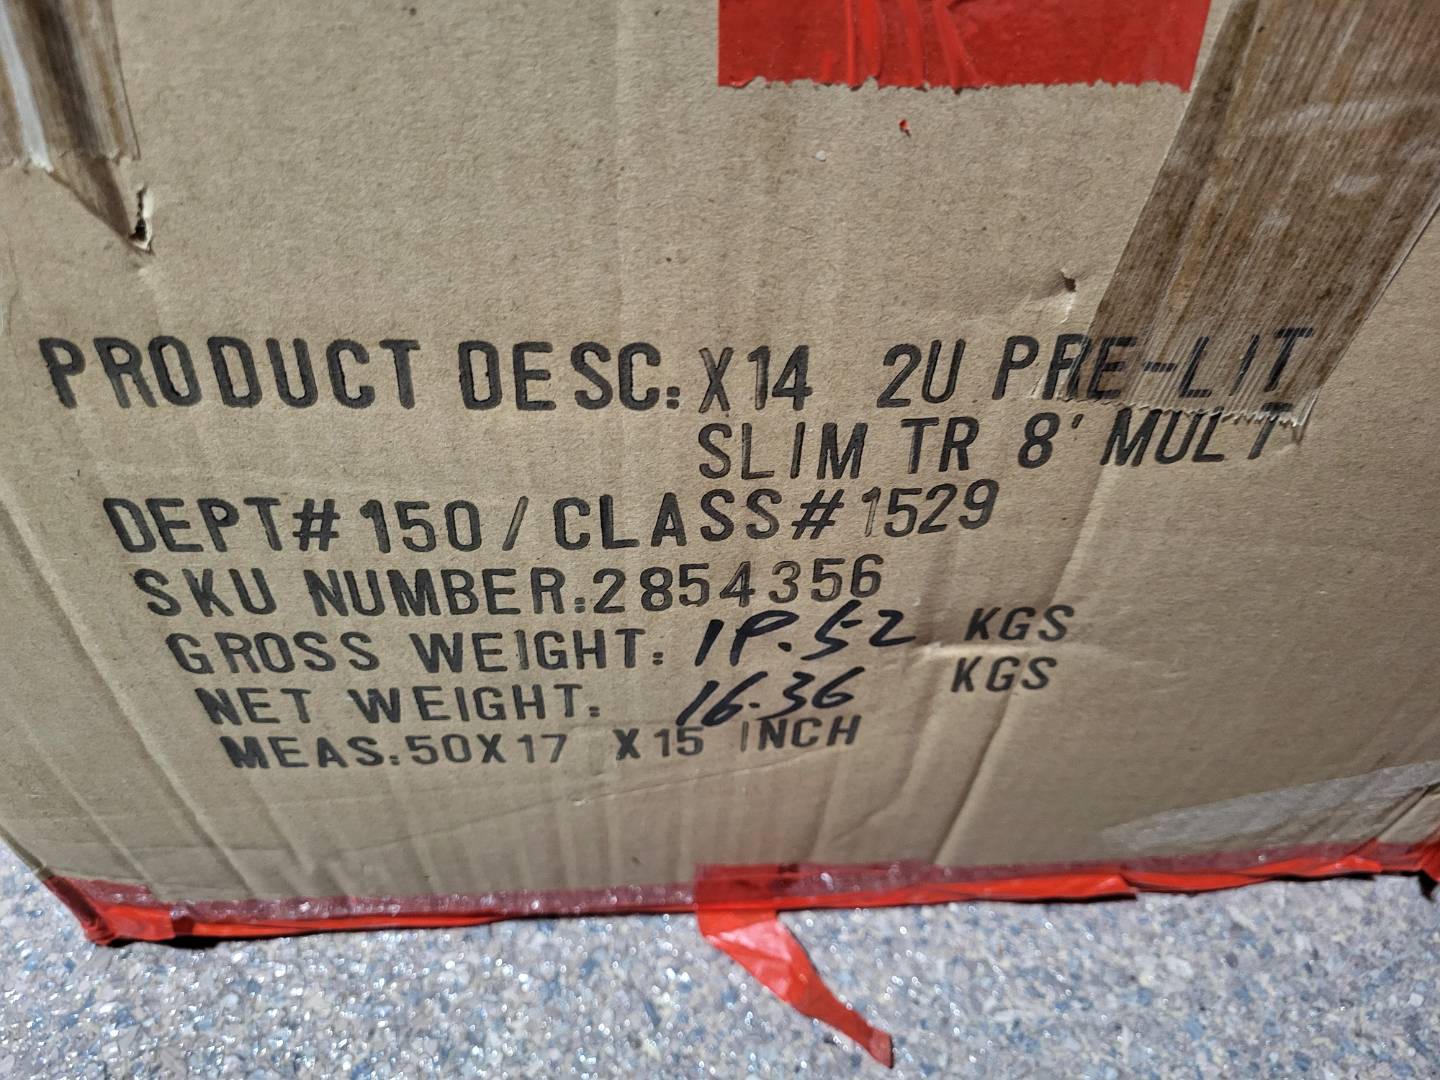 PRODUCT DESC: X14 2U PRE-LIT
SLIM TR 8' MULT
DEPT# 150 / CLASS# 1529
SKU NUMBER: 2854356
GROSS WEIGHT: 19.52 KGS
NET WEIGHT: 16.36 KGS
MEAS: 50X17 X15 INCH